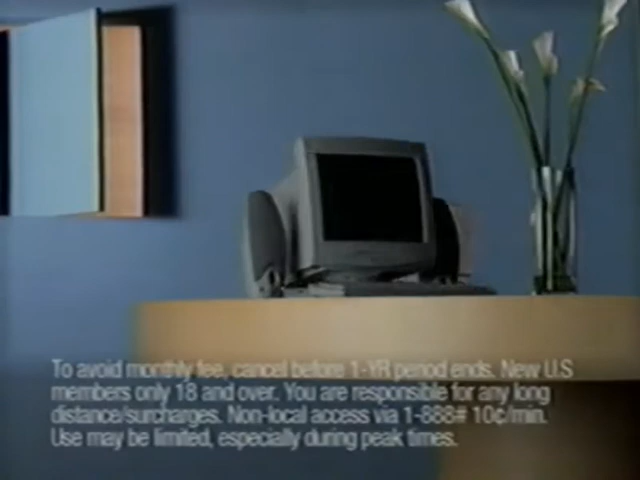 To avoid monthly fee, cancel before 1-YR period ends. New U.S
members only 18 and over. You are responsible for any long
distance/surcharges. Non-local access via 1-888# 10¢/min.
Use may be limited, especially during peak times.